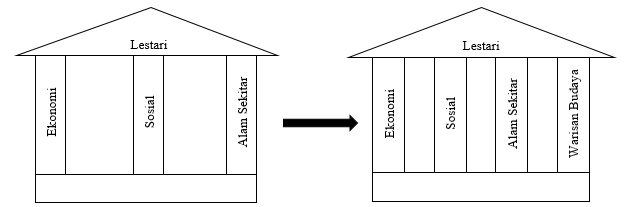 Lestari
Ekonomi
Sosial
Alam Sekitar
Lestari
Ekonomi
Sosial
Alam Sekitar
Warisan Budaya